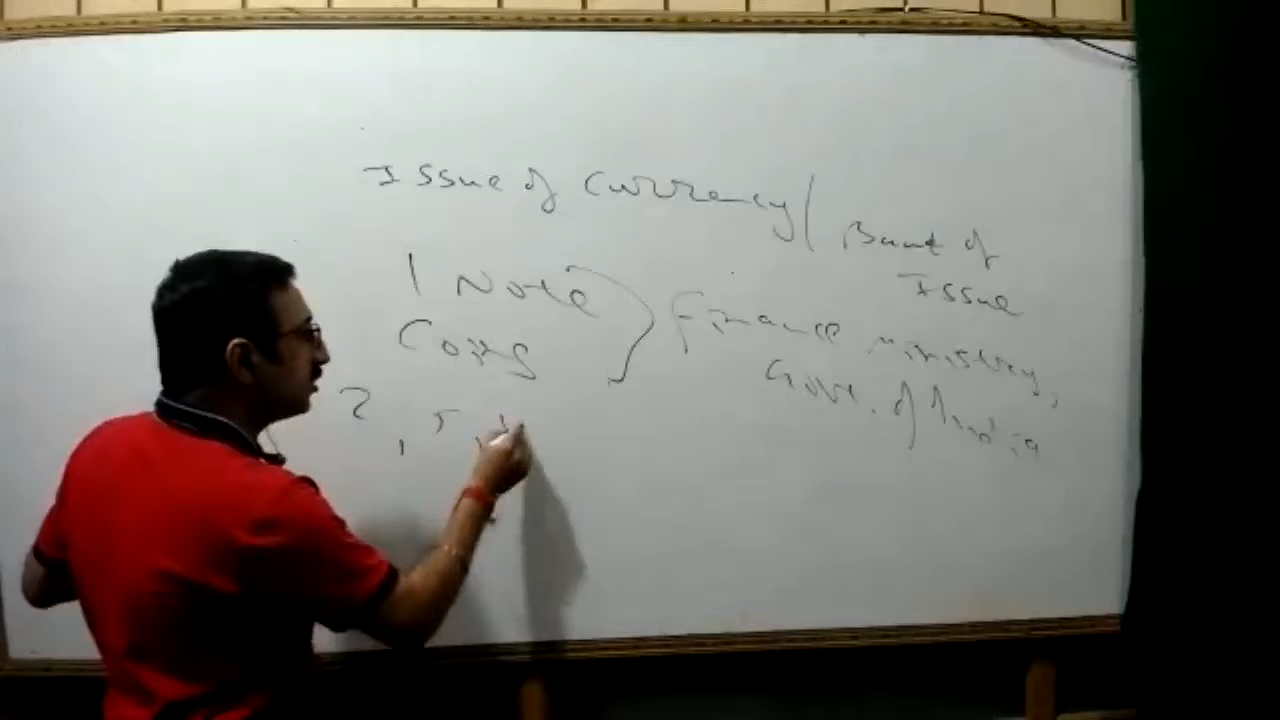 Issue of Currency / Bank of
Issue
1 Note
Coins
Finance Ministry,
Govt. of India
2, 5,